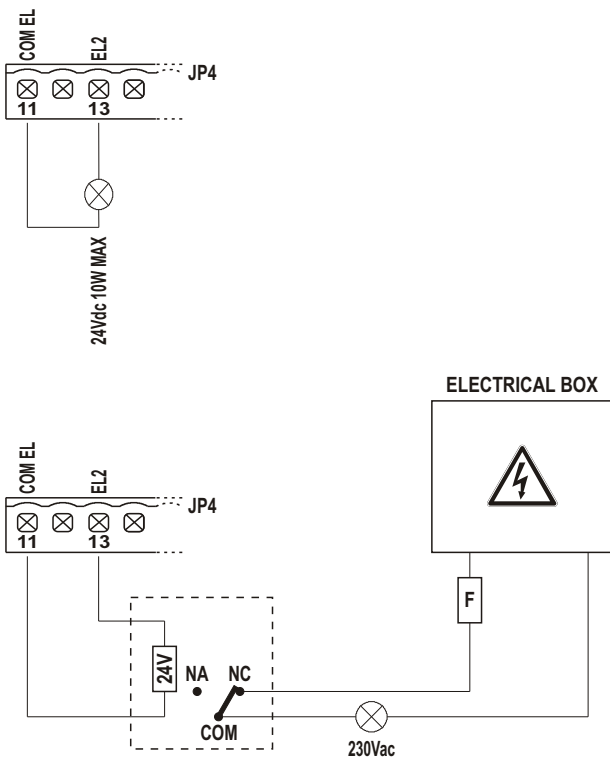 COM EL
EL2
JP4
11
13
24Vdc 10W MAX
ELECTRICAL BOX
COM EL
EL2
JP4
11
13
F
24V
NA
NC
COM
230Vac